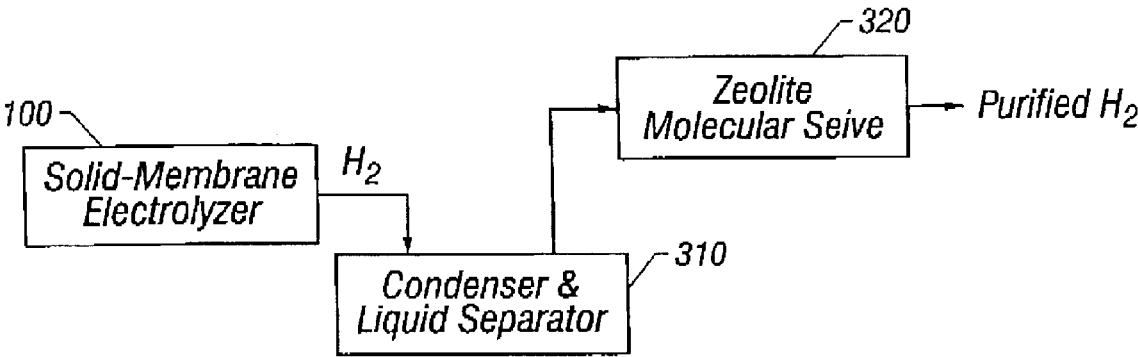 100
Solid-Membrane
Electrolyzer
H2
310
Condenser &
Liquid Separator
320
Zeolite
Molecular Seive
Purified H2